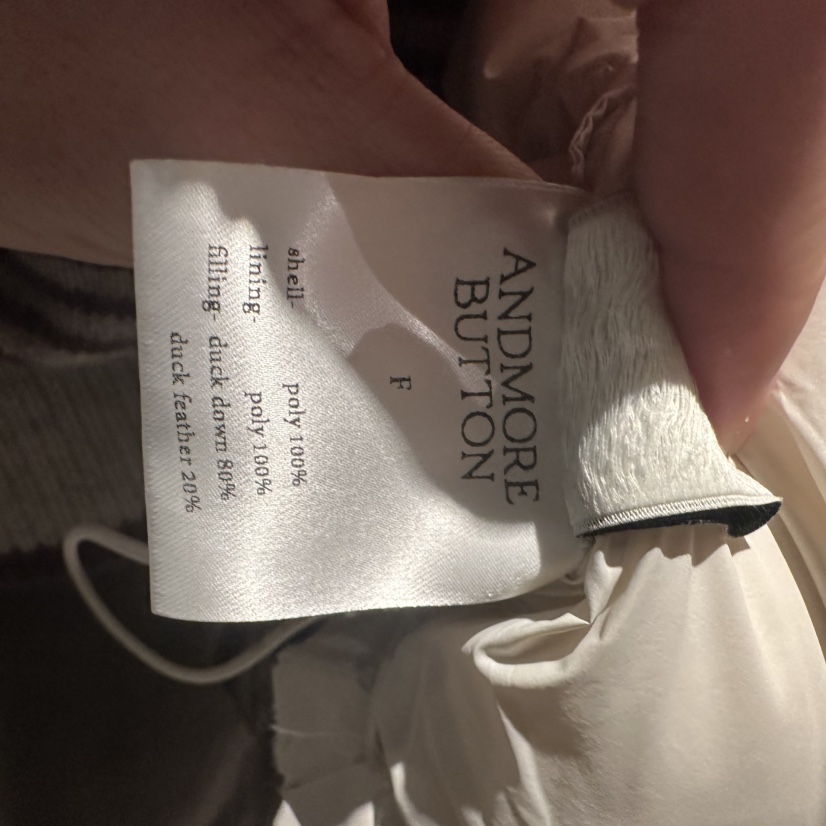 ANDMORE
BUTTON
F
shell- poly 100%
lining- poly 100%
filling- duck down 80%
duck feather 20%